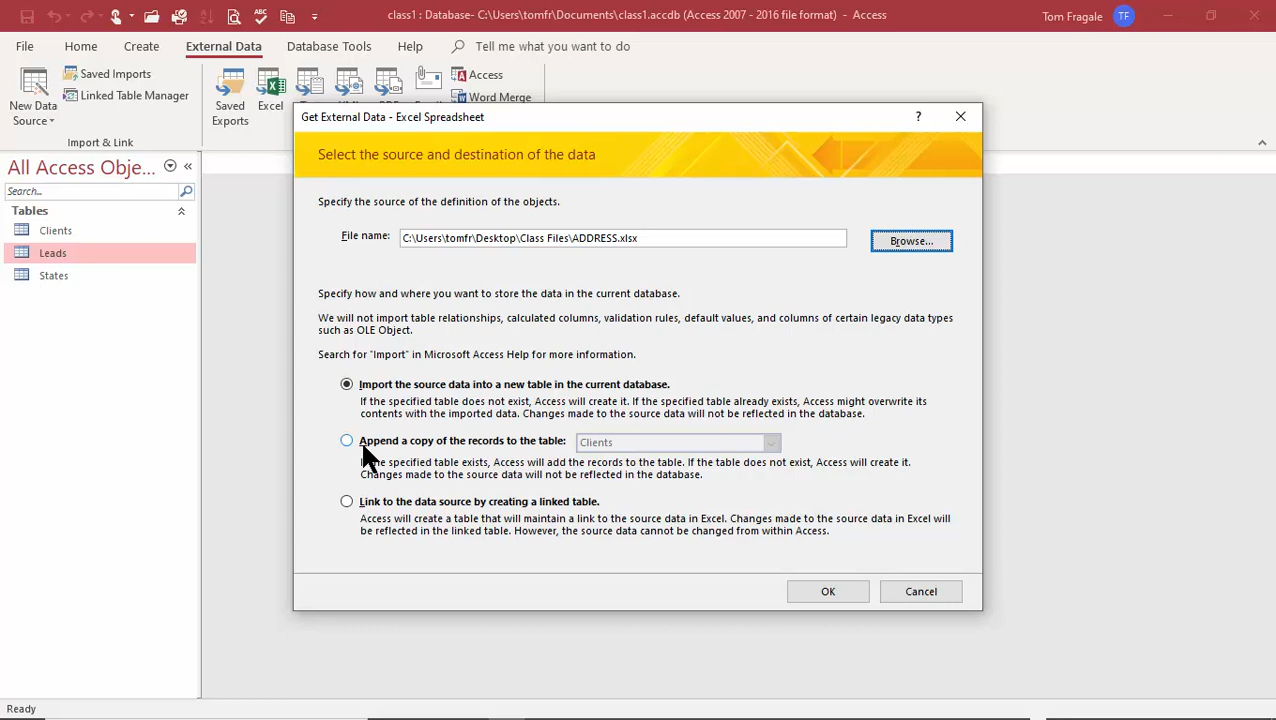 class1 : Database- C:\Users\tomfr\Documents\class1.accdb (Access 2007 - 2016 file format) - Access
Tom Fragale TF
File Home Create External Data Database Tools Help Tell me what you want to do
New Data Source
Saved Imports
Linked Table Manager
Import & Link
Saved Exports
Excel
Access
Word Merge
All Access Obje...
Search...
Tables
Clients
Leads
States
Get External Data - Excel Spreadsheet ?
Select the source and destination of the data
Specify the source of the definition of the objects.
File name: C:\Users\tomfr\Desktop\Class Files\ADDRESS.xlsx Browse...
Specify how and where you want to store the data in the current database.
We will not import table relationships, calculated columns, validation rules, default values, and columns of certain legacy data types
such as OLE Object.
Search for "Import" in Microsoft Access Help for more information.
Import the source data into a new table in the current database.
If the specified table does not exist, Access will create it. If the specified table already exists, Access might overwrite its
contents with the imported data. Changes made to the source data will not be reflected in the database.
Append a copy of the records to the table: Clients
the specified table exists, Access will add the records to the table. If the table does not exist, Access will create it.
Changes made to the source data will not be reflected in the database.
Link to the data source by creating a linked table.
Access will create a table that will maintain a link to the source data in Excel. Changes made to the source data in Excel will
be reflected in the linked table. However, the source data cannot be changed from within Access.
OK Cancel
Ready